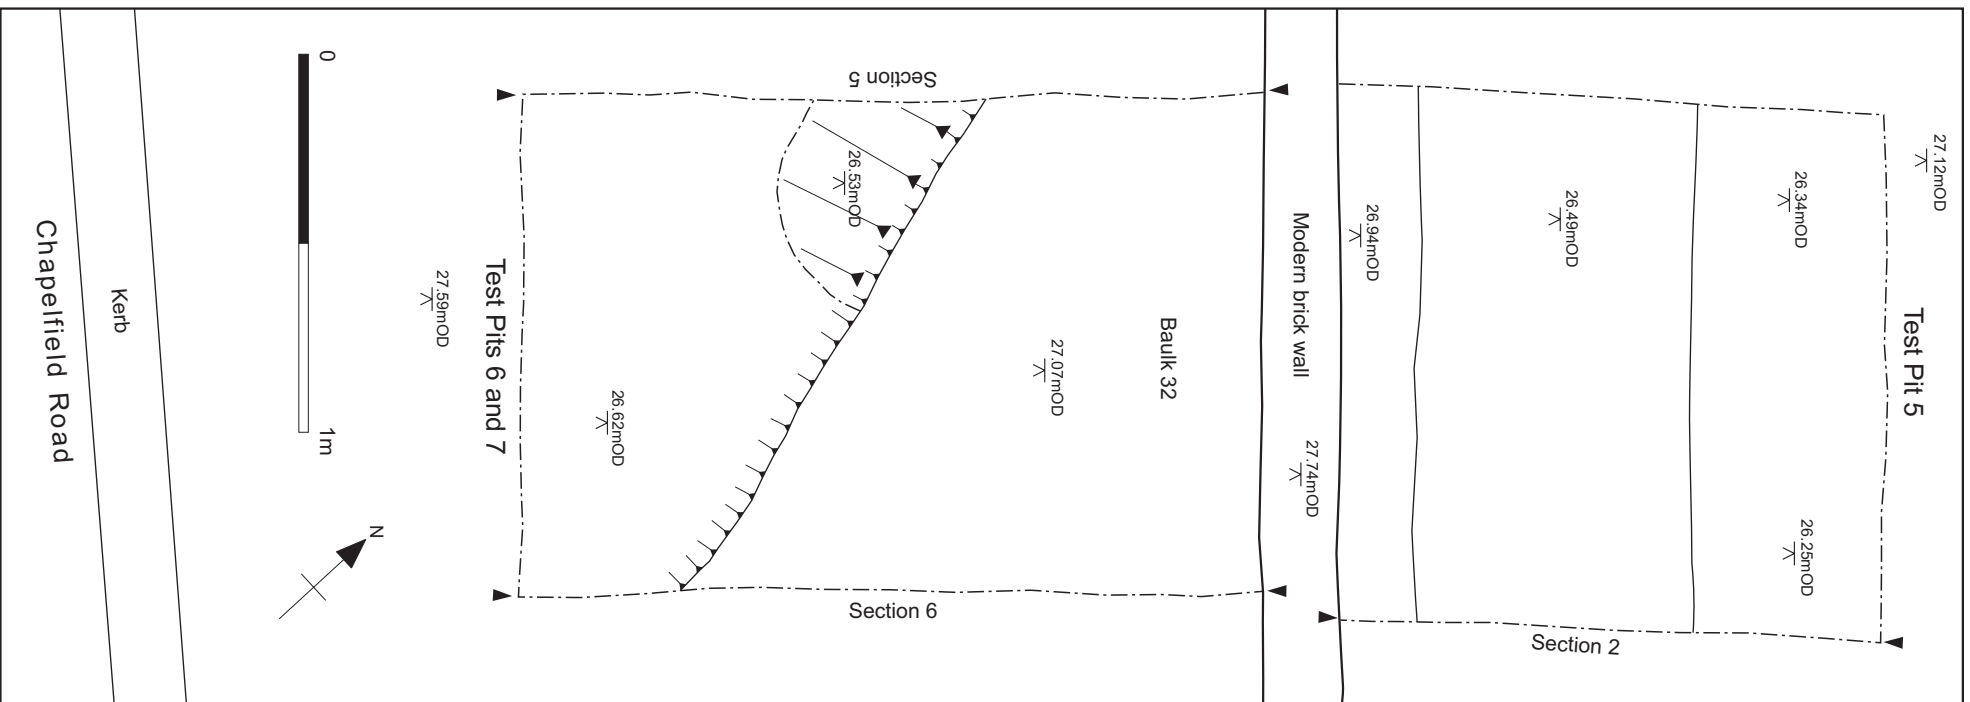 Chapelfield Road
Kerb
0
1m
N
27.59mOD
Test Pits 6 and 7
26.62mOD
Section 5
26.53mOD
Section 6
27.07mOD
Baulk 32
Modern brick wall
27.74mOD
26.94mOD
26.49mOD
Section 2
26.34mOD
26.25mOD
Test Pit 5
27.12mOD